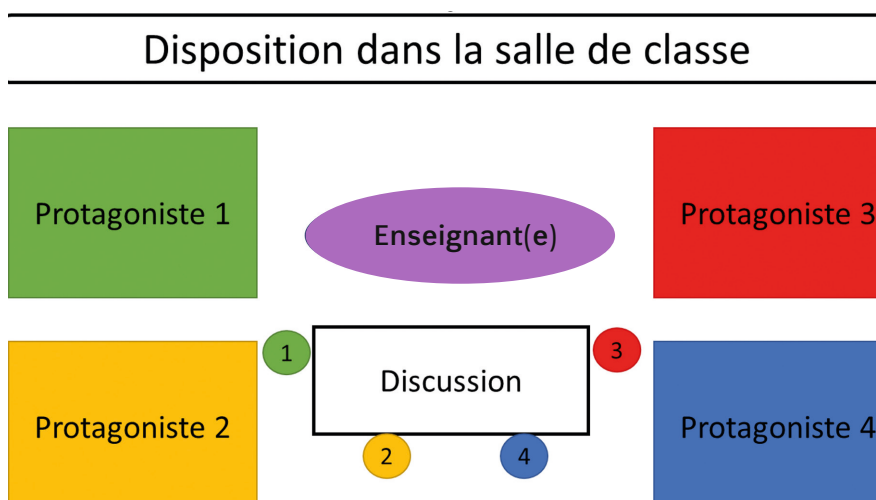 Disposition dans la salle de classe
Protagoniste 1
Enseignant(e)
Protagoniste 3
1
Discussion
3
Protagoniste 2
2
4
Protagoniste 4